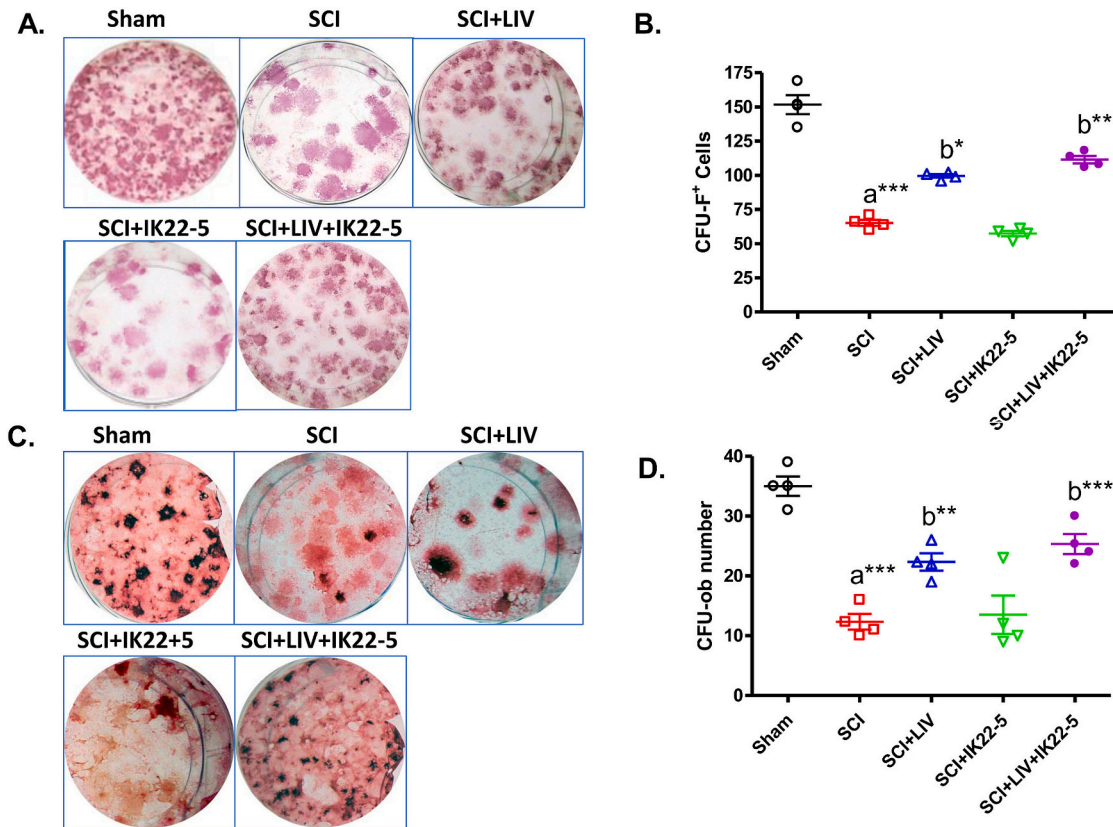 A.
Sham SCI SCI+LIV
SCI+IK22-5 SCI+LIV+IK22-5
B.
CFU-F⁺ Cells
175
150
125
100
75
50
25
0
a***
b*
b**
Sham
SCI
SCI+LIV
SCI+IK22-5
SCI+LIV+IK22-5
C.
Sham SCI SCI+LIV
SCI+IK22+5 SCI+LIV+IK22-5
D.
CFU-ob number
40
30
20
10
0
a***
b**
b***
Sham
SCI
SCI+LIV
SCI+IK22-5
SCI+LIV+IK22-5